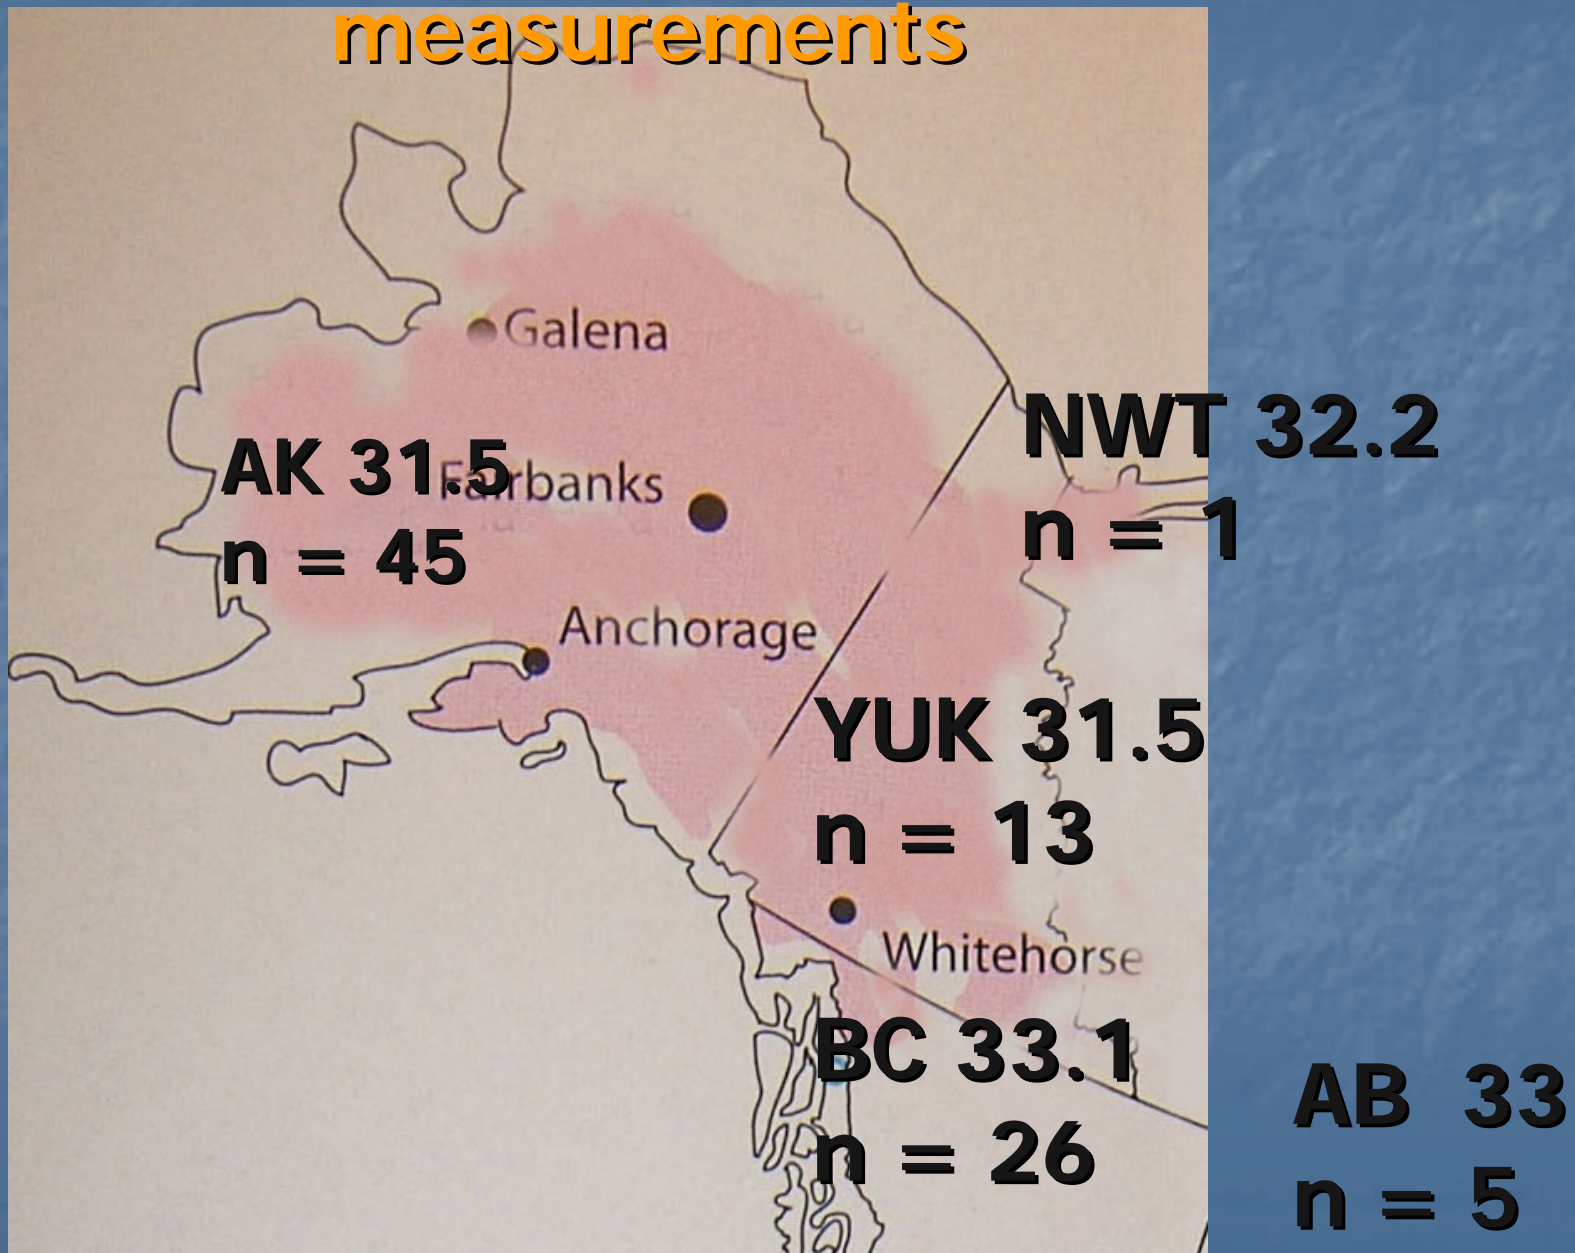 measurements
Galena
NWT 32.2
n = 1
AK 31.5
n = 45
Fairbanks
Anchorage
YUK 31.5
n = 13
Whitehorse
BC 33.1
n = 26
AB 33
n = 5